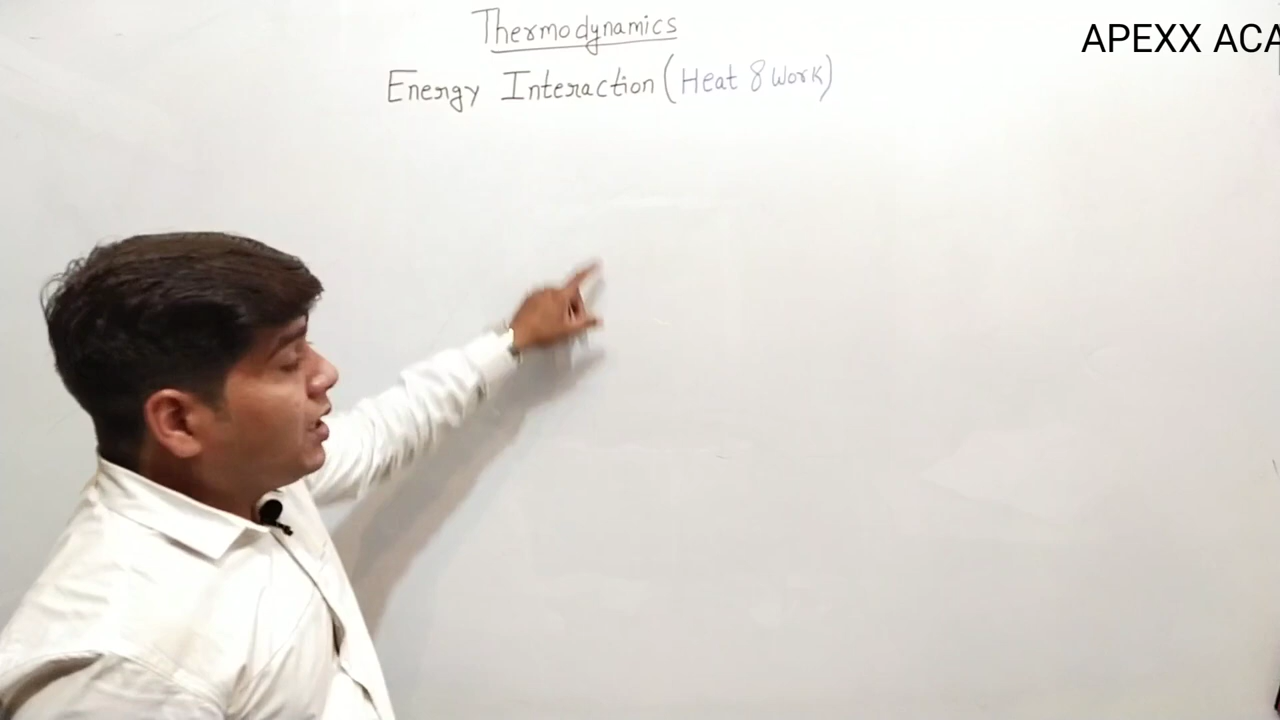 Thermodynamics
APEXX ACA
Energy Interaction (Heat & Work)